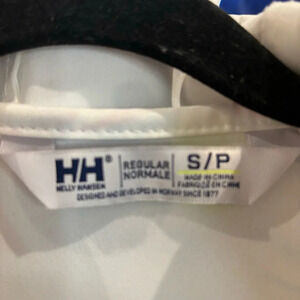 HH
HELLY HANSEN
REGULAR
NORMALE
S/P
MADE IN CHINA
FABRIQUÉ EN CHINE
DESIGNED AND DEVELOPED IN NORWAY SINCE 1877